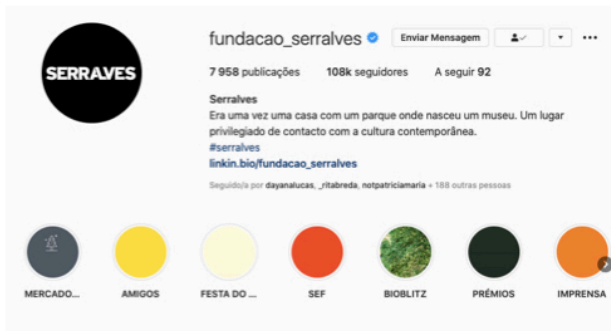 SERRALVES
fundacao_serralves Enviar Mensagem
7 958 publicações 108k seguidores A seguir 92
Serralves
Era uma vez uma casa com um parque onde nasceu um museu. Um lugar
privilegiado de contacto com a cultura contemporânea.
#serralves
linkin.bio/fundacao_serralves
Seguido/a por dayanalucas, _ritabreda, notpatriciamaria + 188 outras pessoas
MERCADO... AMIGOS FESTA DO ... SEF BIOBLITZ PRÉMIOS IMPRENSA